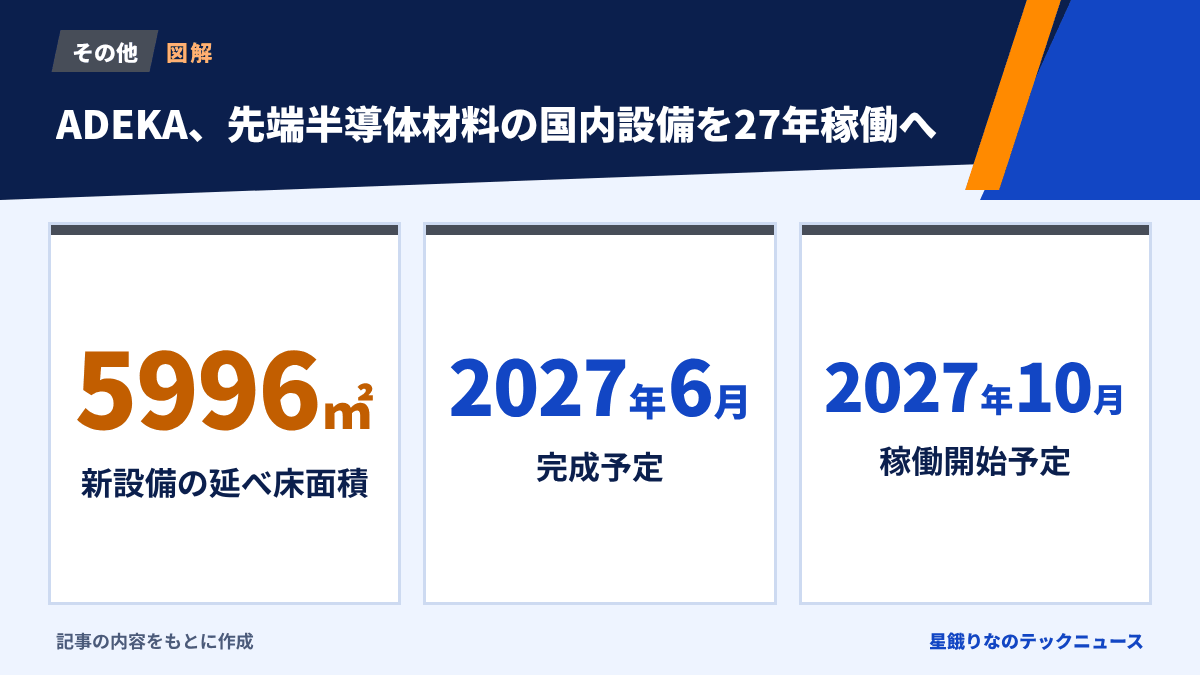 その他 図解
ADEKA、先端半導体材料の国内設備を27年稼働へ
5996㎡
新設備の延べ床面積
2027年6月
完成予定
2027年10月
稼働開始予定
記事の内容をもとに作成
星餓りなのテックニュース